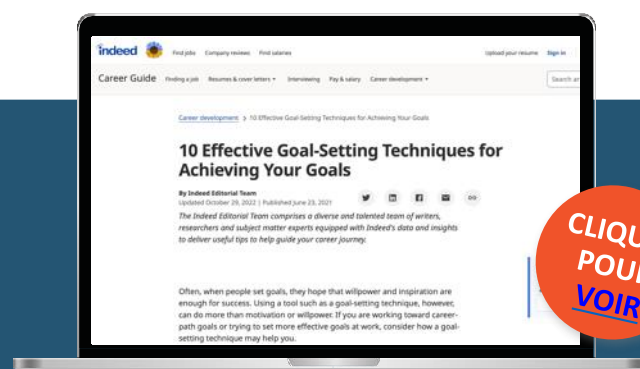 indeed
Find jobs Company reviews Find salaries
Upload your resume Sign in
Career Guide Finding a job Resumes & cover letters Interviewing Pay & salary Career development
Search
Career development > 10 Effective Goal-Setting Techniques for Achieving Your Goals
10 Effective Goal-Setting Techniques for
Achieving Your Goals
By Indeed Editorial Team
Updated October 29, 2022 | Published June 23, 2021
The Indeed Editorial Team comprises a diverse and talented team of writers,
researchers and subject matter experts equipped with Indeed's data and insights
to deliver useful tips to help guide your career journey.
Often, when people set goals, they hope that willpower and inspiration are
enough for success. Using a tool such as a goal-setting technique, however,
can do more than motivation or willpower. If you are working toward career-
path goals or trying to set more effective goals at work, consider how a goal-
setting technique may help you.
CLIQU
POU
VOIR